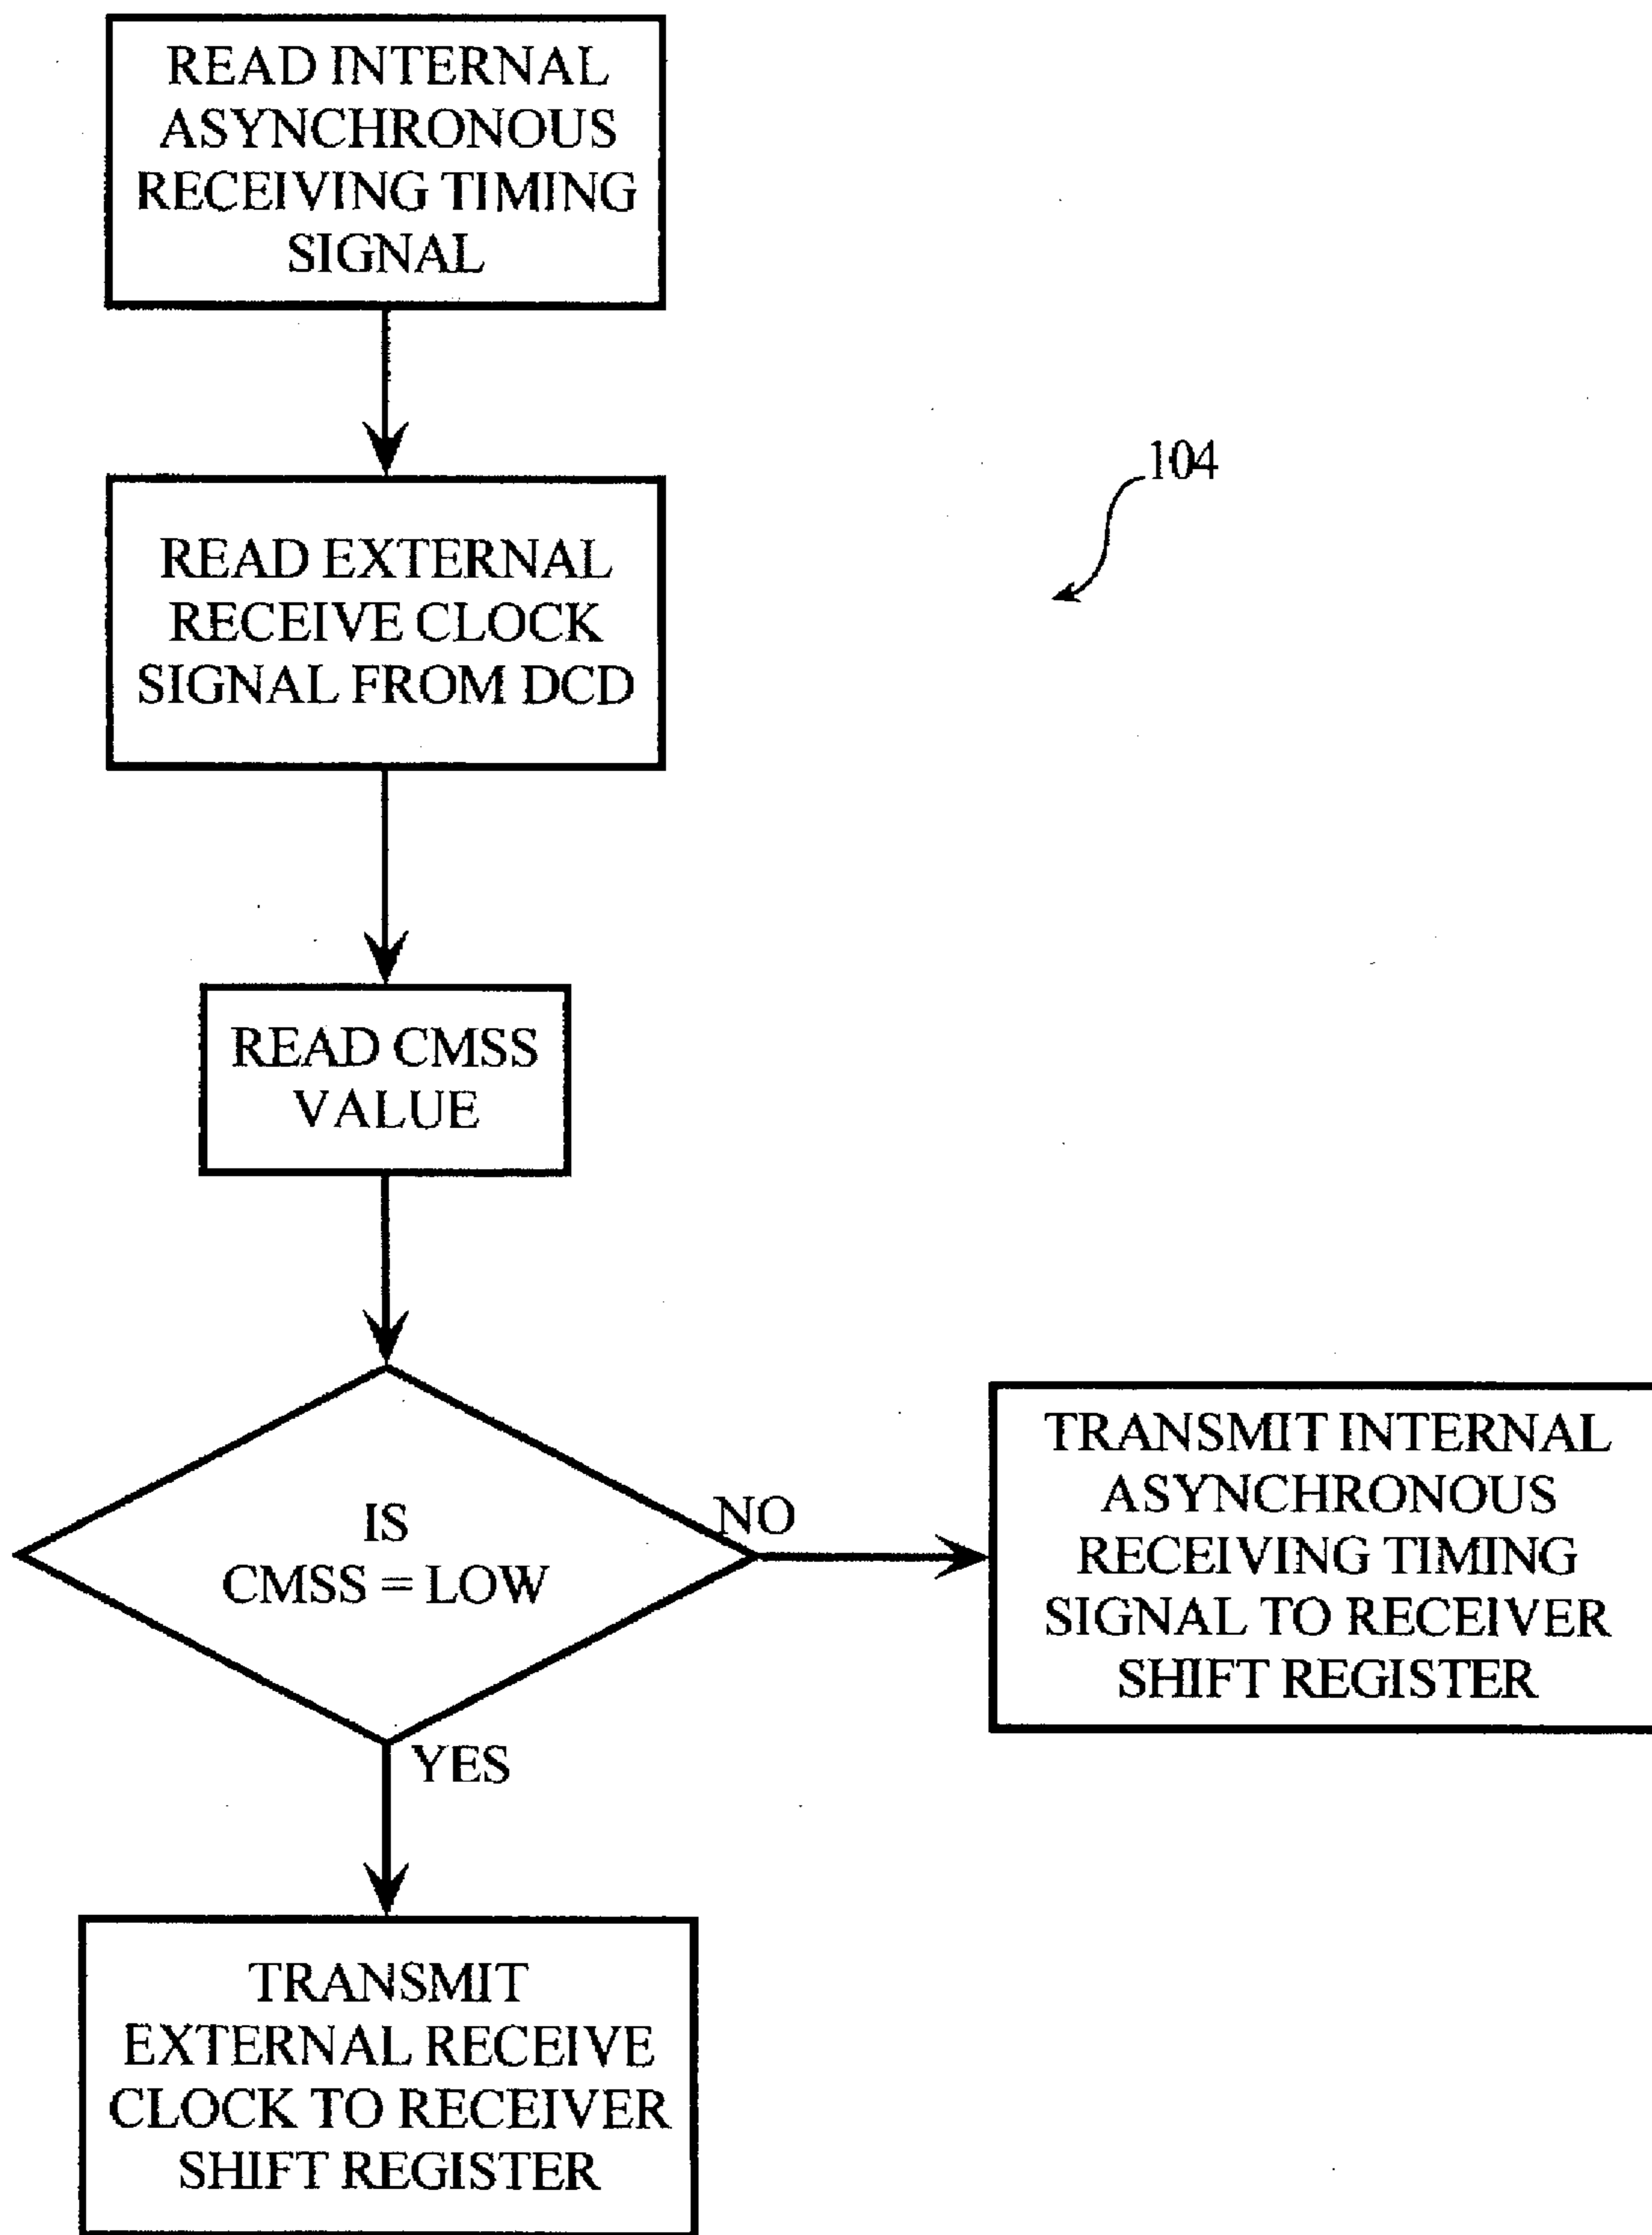 READ INTERNAL
ASYNCHRONOUS
RECEIVING TIMING
SIGNAL
104
READ EXTERNAL
RECEIVE CLOCK
SIGNAL FROM DCD
READ CMSS
VALUE
IS
CMSS = LOW
NO
TRANSMIT INTERNAL
ASYNCHRONOUS
RECEIVING TIMING
SIGNAL TO RECEIVER
SHIFT REGISTER
YES
TRANSMIT
EXTERNAL RECEIVE
CLOCK TO RECEIVER
SHIFT REGISTER